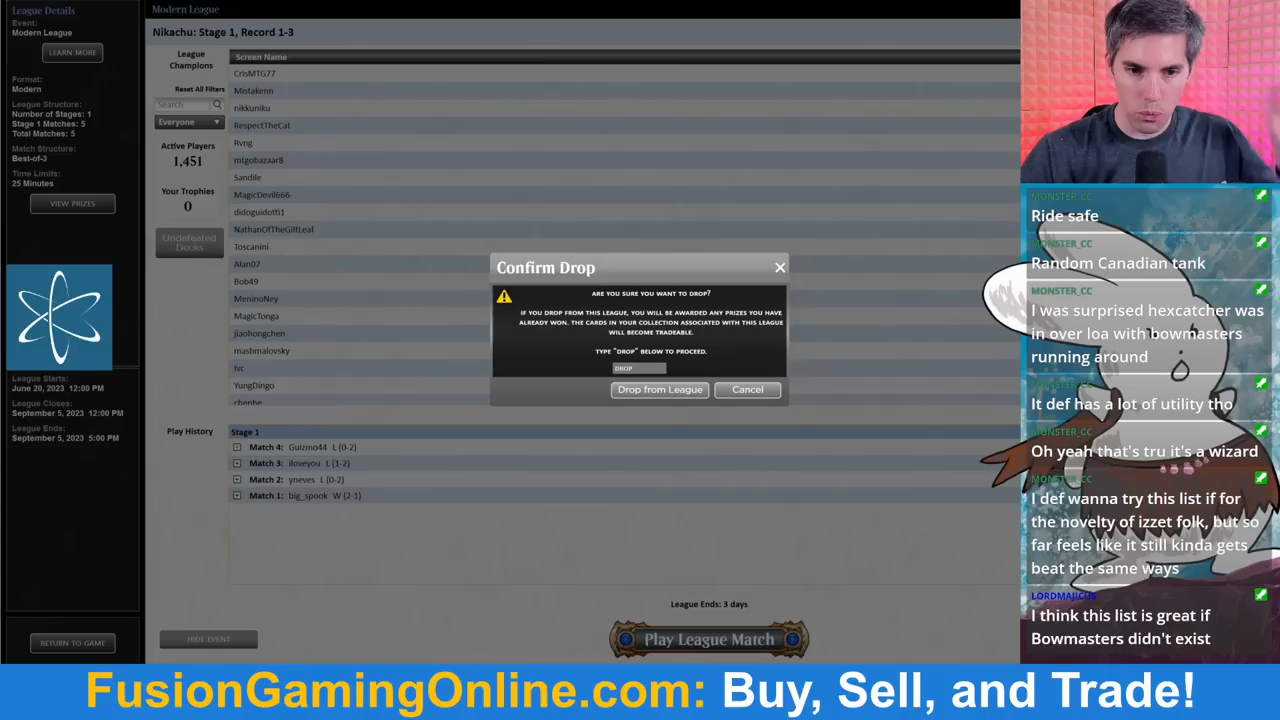 League Details
Event:
Modern League
LEARN MORE
Format:
Modern
League Structure:
Number of Stages: 1
Stage 1 Matches: 5
Total Matches: 5
Match Structure:
Best-of-3
Time Limits:
25 Minutes
VIEW PRIZES
League Starts:
June 20, 2023 12:00 PM
League Closes:
September 5, 2023 12:00 PM
League Ends:
September 5, 2023 5:00 PM
RETURN TO GAME
Modern League
Nikachu: Stage 1, Record 1-3
League
Champions
Reset All Filters
Search
Everyone
Active Players
1,451
Your Trophies
0
Undefeated
Decks
Screen Name
CrisMTG77
Mistakenn
nikkuniku
RespectTheCat
Rvng
mtgobazaar8
Sandile
MagicDevil666
didoguidotti1
NathanOfTheGiltLeaf
Toscanini
Alan07
Bob49
MeninoNey
MagicTonga
jiaohongchen
mashmalovsky
Ivc
YungDingo
chenhe
Confirm Drop
ARE YOU SURE YOU WANT TO DROP?
IF YOU DROP FROM THIS LEAGUE, YOU WILL BE AWARDED ANY PRIZES YOU HAVE
ALREADY WON. THE CARDS IN YOUR COLLECTION ASSOCIATED WITH THIS LEAGUE
WILL BECOME TRADEABLE.
TYPE "DROP" BELOW TO PROCEED.
DROP
Drop from League
Cancel
Play History
Stage 1
Match 4: Guizmo44 L (0-2)
Match 3: iloveyou L (1-2)
Match 2: yneves L (0-2)
Match 1: big_spook W (2-1)
League Ends: 3 days
HIDE EVENT
Play League Match
MONSTER_CC
Ride safe
MONSTER_CC
Random Canadian tank
MONSTER_CC
I was surprised hexcatcher was
in over loa with bowmasters
running around
MONSTER_CC
It def has a lot of utility tho
MONSTER_CC
Oh yeah that's tru it's a wizard
MONSTER_CC
I def wanna try this list if for
the novelty of izzet folk, but so
far feels like it still kinda gets
beat the same ways
LORDMAJICUS
I think this list is great if
Bowmasters didn't exist
FusionGamingOnline.com: Buy, Sell, and Trade!